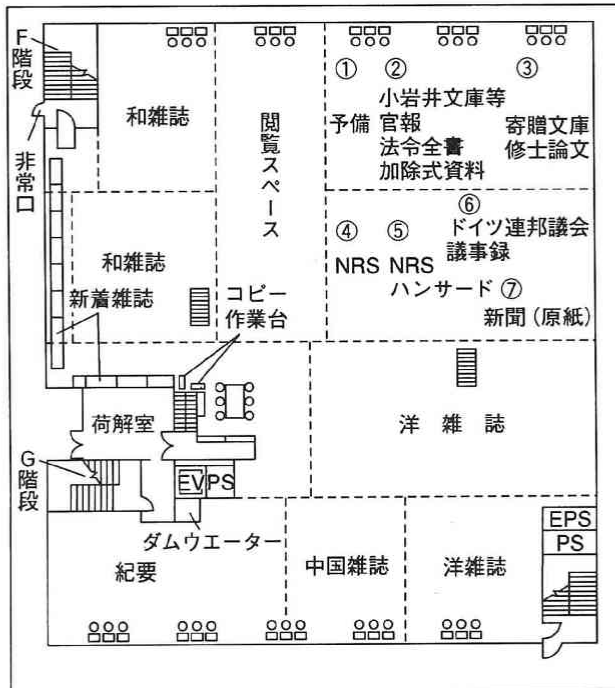 F階段
非常口
和雑誌
閲覧スペース
①
予備
②
小岩井文庫等
官報
法令全書
加除式資料
③
寄贈文庫
修士論文
和雑誌
新着雑誌
コピー
作業台
④
NRS
⑤
NRS
ハンサード
⑥
ドイツ連邦議会
議事録
⑦
新聞(原紙)
荷解室
洋雑誌
G階段
EV
PS
ダムウエーター
紀要
中国雑誌
洋雑誌
EPS
PS